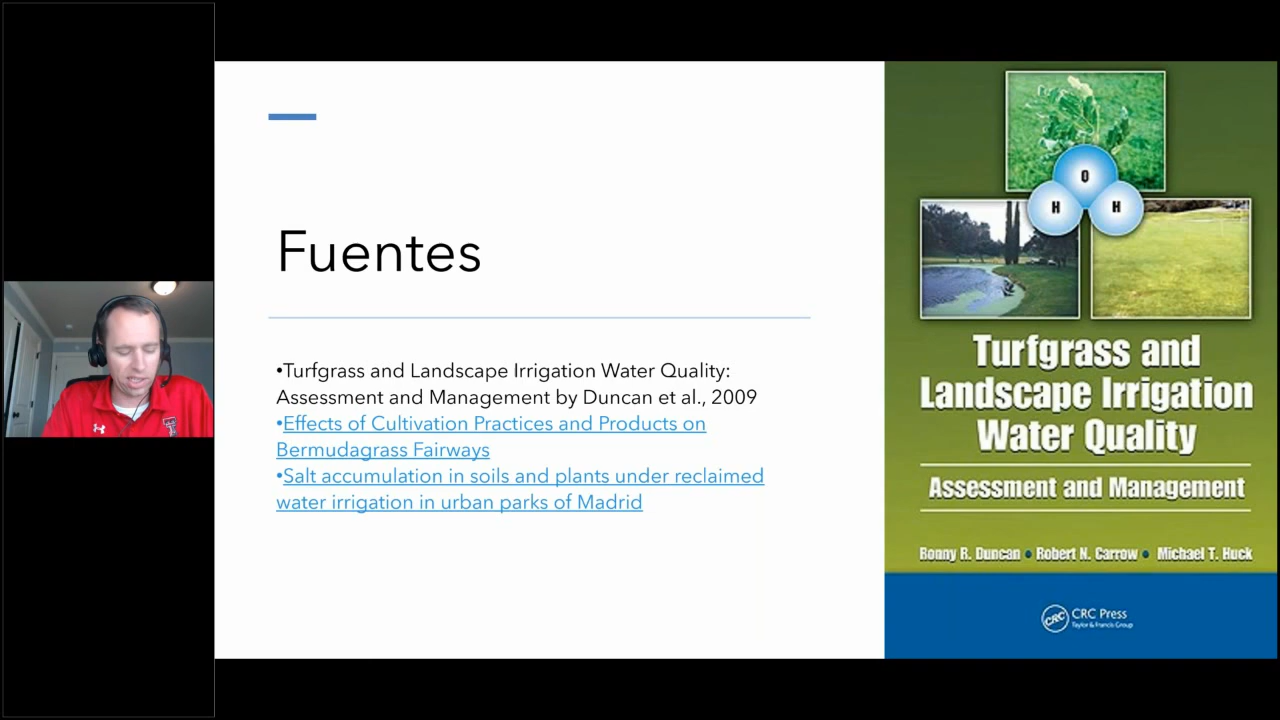 Fuentes
•Turfgrass and Landscape Irrigation Water Quality:
Assessment and Management by Duncan et al., 2009
•Effects of Cultivation Practices and Products on
Bermudagrass Fairways
•Salt accumulation in soils and plants under reclaimed
water irrigation in urban parks of Madrid
O
H H
Turfgrass and
Landscape Irrigation
Water Quality
Assessment and Management
Ronny R. Duncan • Robert N. Carrow • Michael T. Huck
CRC CRC Press
Taylor & Francis Group